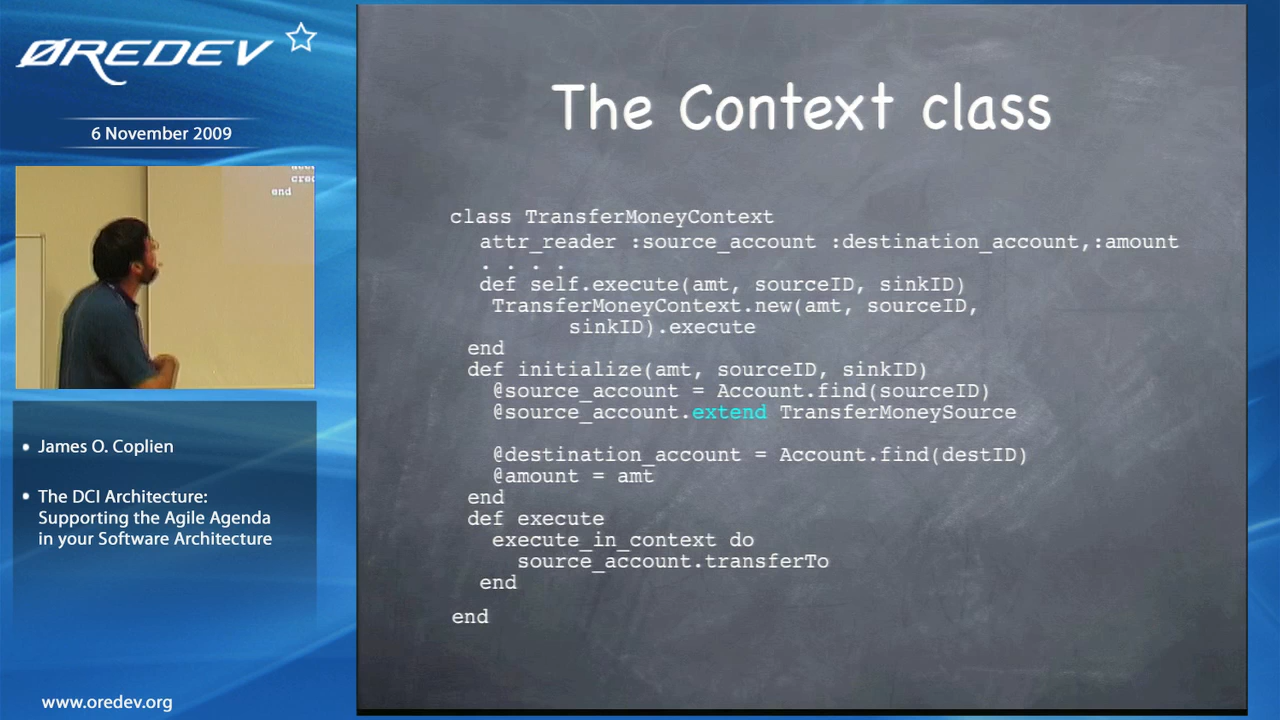 ØREDEV
6 November 2009
end
James O. Coplien
The DCI Architecture:
Supporting the Agile Agenda
in your Software Architecture
www.oredev.org
The Context class
class TransferMoneyContext
attr_reader :source_account :destination_account,:amount
. . . .
def self.execute(amt, sourceID, sinkID)
TransferMoneyContext.new(amt, sourceID,
sinkID).execute
end
def initialize(amt, sourceID, sinkID)
@source_account = Account.find(sourceID)
@source_account.extend TransferMoneySource
@destination_account = Account.find(destID)
@amount = amt
end
def execute
execute_in_context do
source_account.transferTo
end
end